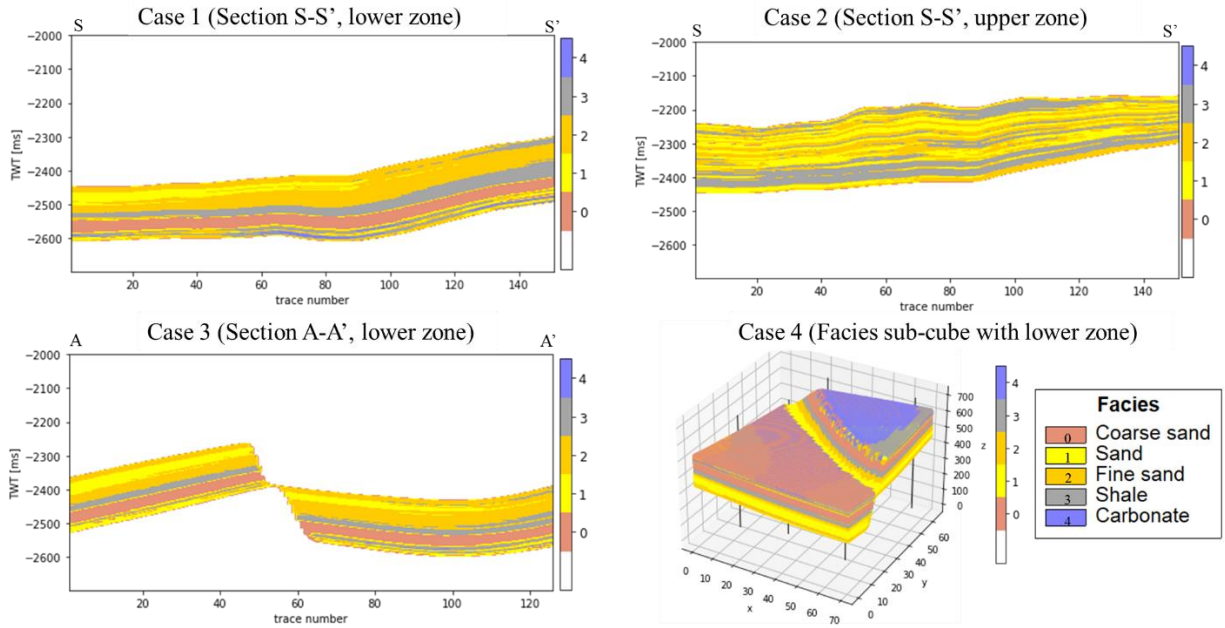 Case 1 (Section S-S’, lower zone)
S S’
−2000
−2100
−2200
−2300
−2400
−2500
−2600
TWT [ms]
0 20 40 60 80 100 120 140
trace number
4
3
2
1
0
Case 2 (Section S-S’, upper zone)
S S’
−2000
−2100
−2200
−2300
−2400
−2500
−2600
TWT [ms]
0 20 40 60 80 100 120 140
trace number
4
3
2
1
0
Case 3 (Section A-A’, lower zone)
A A’
−2000
−2100
−2200
−2300
−2400
−2500
−2600
TWT [ms]
20 40 60 80 100 120
trace number
4
3
2
1
0
Case 4 (Facies sub-cube with lower zone)
700
600
500
400
300
200
100
0
z
0 10 20 30 40 50 60 70
x
0 10 20 30 40 50 60
y
4
3
2
1
0
Facies
0 Coarse sand
1 Sand
2 Fine sand
3 Shale
4 Carbonate